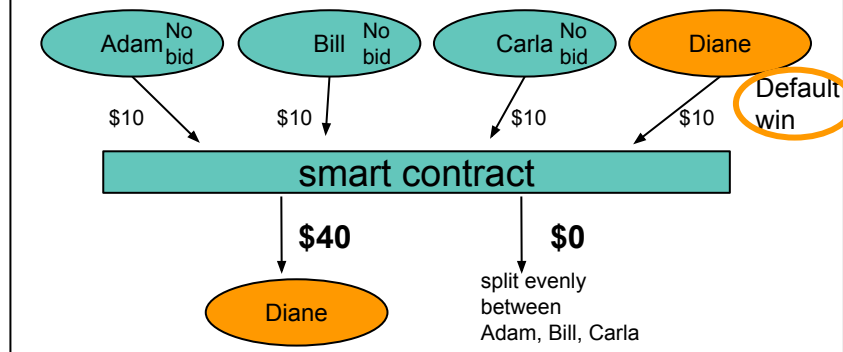 Adam No bid
Bill No bid
Carla No bid
Diane
Default win
$10
$10
$10
$10
smart contract
$40
$0
Diane
split evenly
between
Adam, Bill, Carla